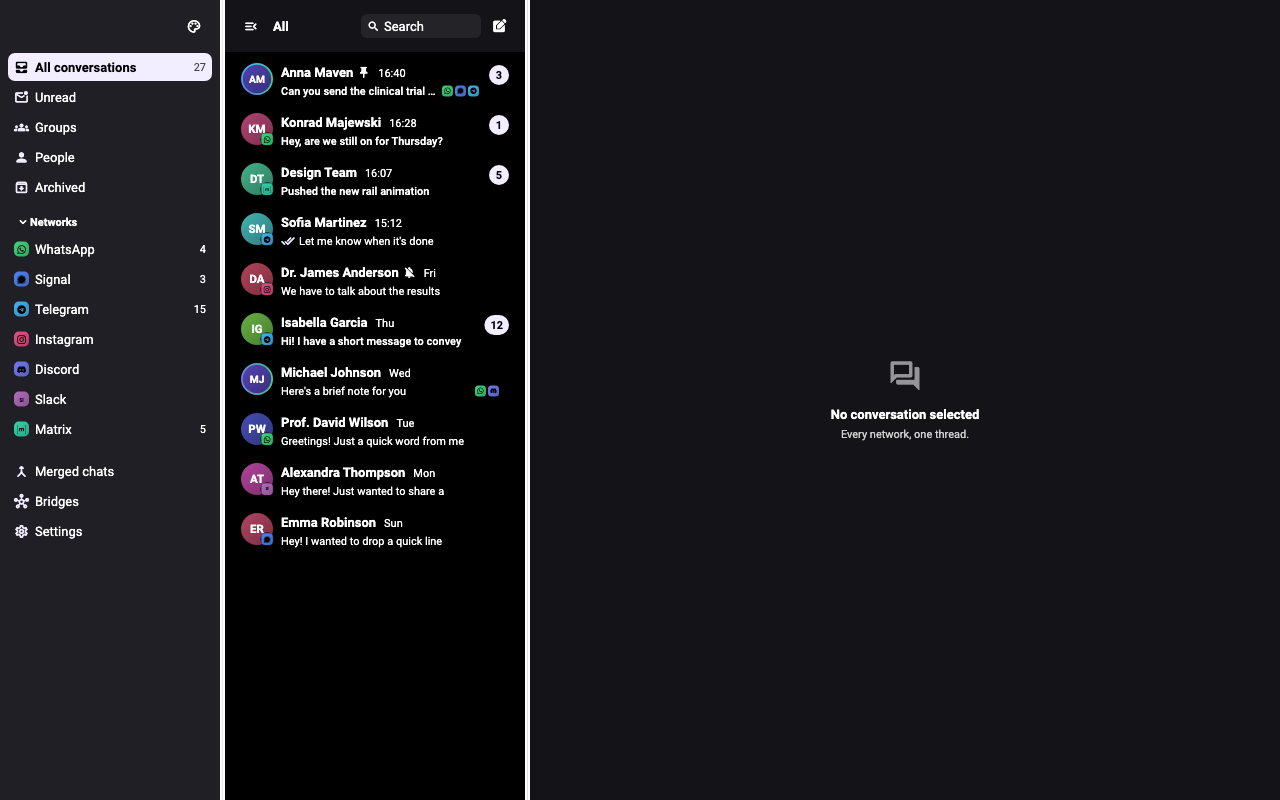 All conversations 27
Unread
Groups
People
Archived
Networks
WhatsApp 4
Signal 3
Telegram 15
Instagram
Discord
Slack
Matrix 5
Merged chats
Bridges
Settings
All Search
AM Anna Maven 16:40 3
Can you send the clinical trial ...
KM Konrad Majewski 16:28 1
Hey, are we still on for Thursday?
DT Design Team 16:07 5
Pushed the new rail animation
SM Sofia Martinez 15:12
Let me know when it's done
DA Dr. James Anderson Fri
We have to talk about the results
IG Isabella Garcia Thu 12
Hi! I have a short message to convey
MJ Michael Johnson Wed
Here's a brief note for you
PW Prof. David Wilson Tue
Greetings! Just a quick word from me
AT Alexandra Thompson Mon
Hey there! Just wanted to share a
ER Emma Robinson Sun
Hey! I wanted to drop a quick line
No conversation selected
Every network, one thread.